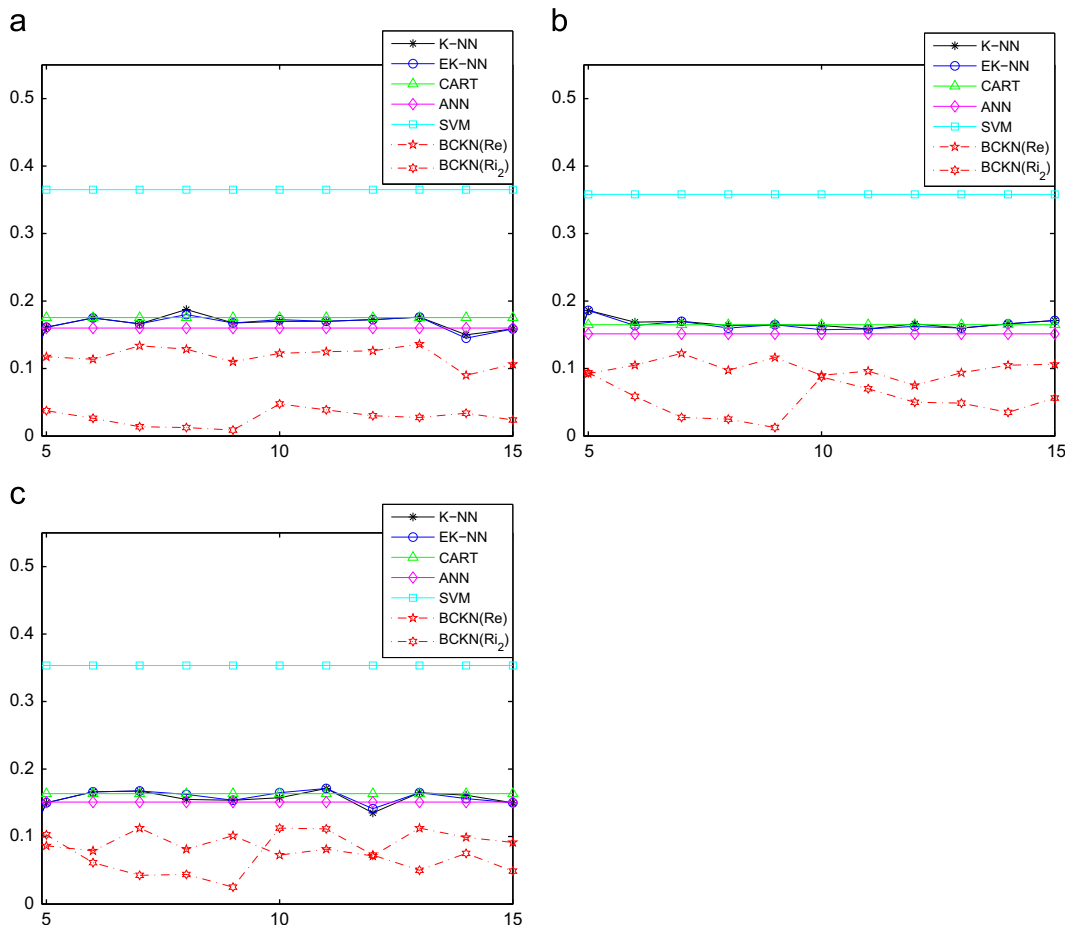 a
K-NN
EK-NN
CART
ANN
SVM
BCKN(Re)
BCKN(Ri2)
0.5
0.4
0.3
0.2
0.1
0
5 10 15
b
K-NN
EK-NN
CART
ANN
SVM
BCKN(Re)
BCKN(Ri2)
0.5
0.4
0.3
0.2
0.1
0
5 10 15
c
K-NN
EK-NN
CART
ANN
SVM
BCKN(Re)
BCKN(Ri2)
0.5
0.4
0.3
0.2
0.1
0
5 10 15